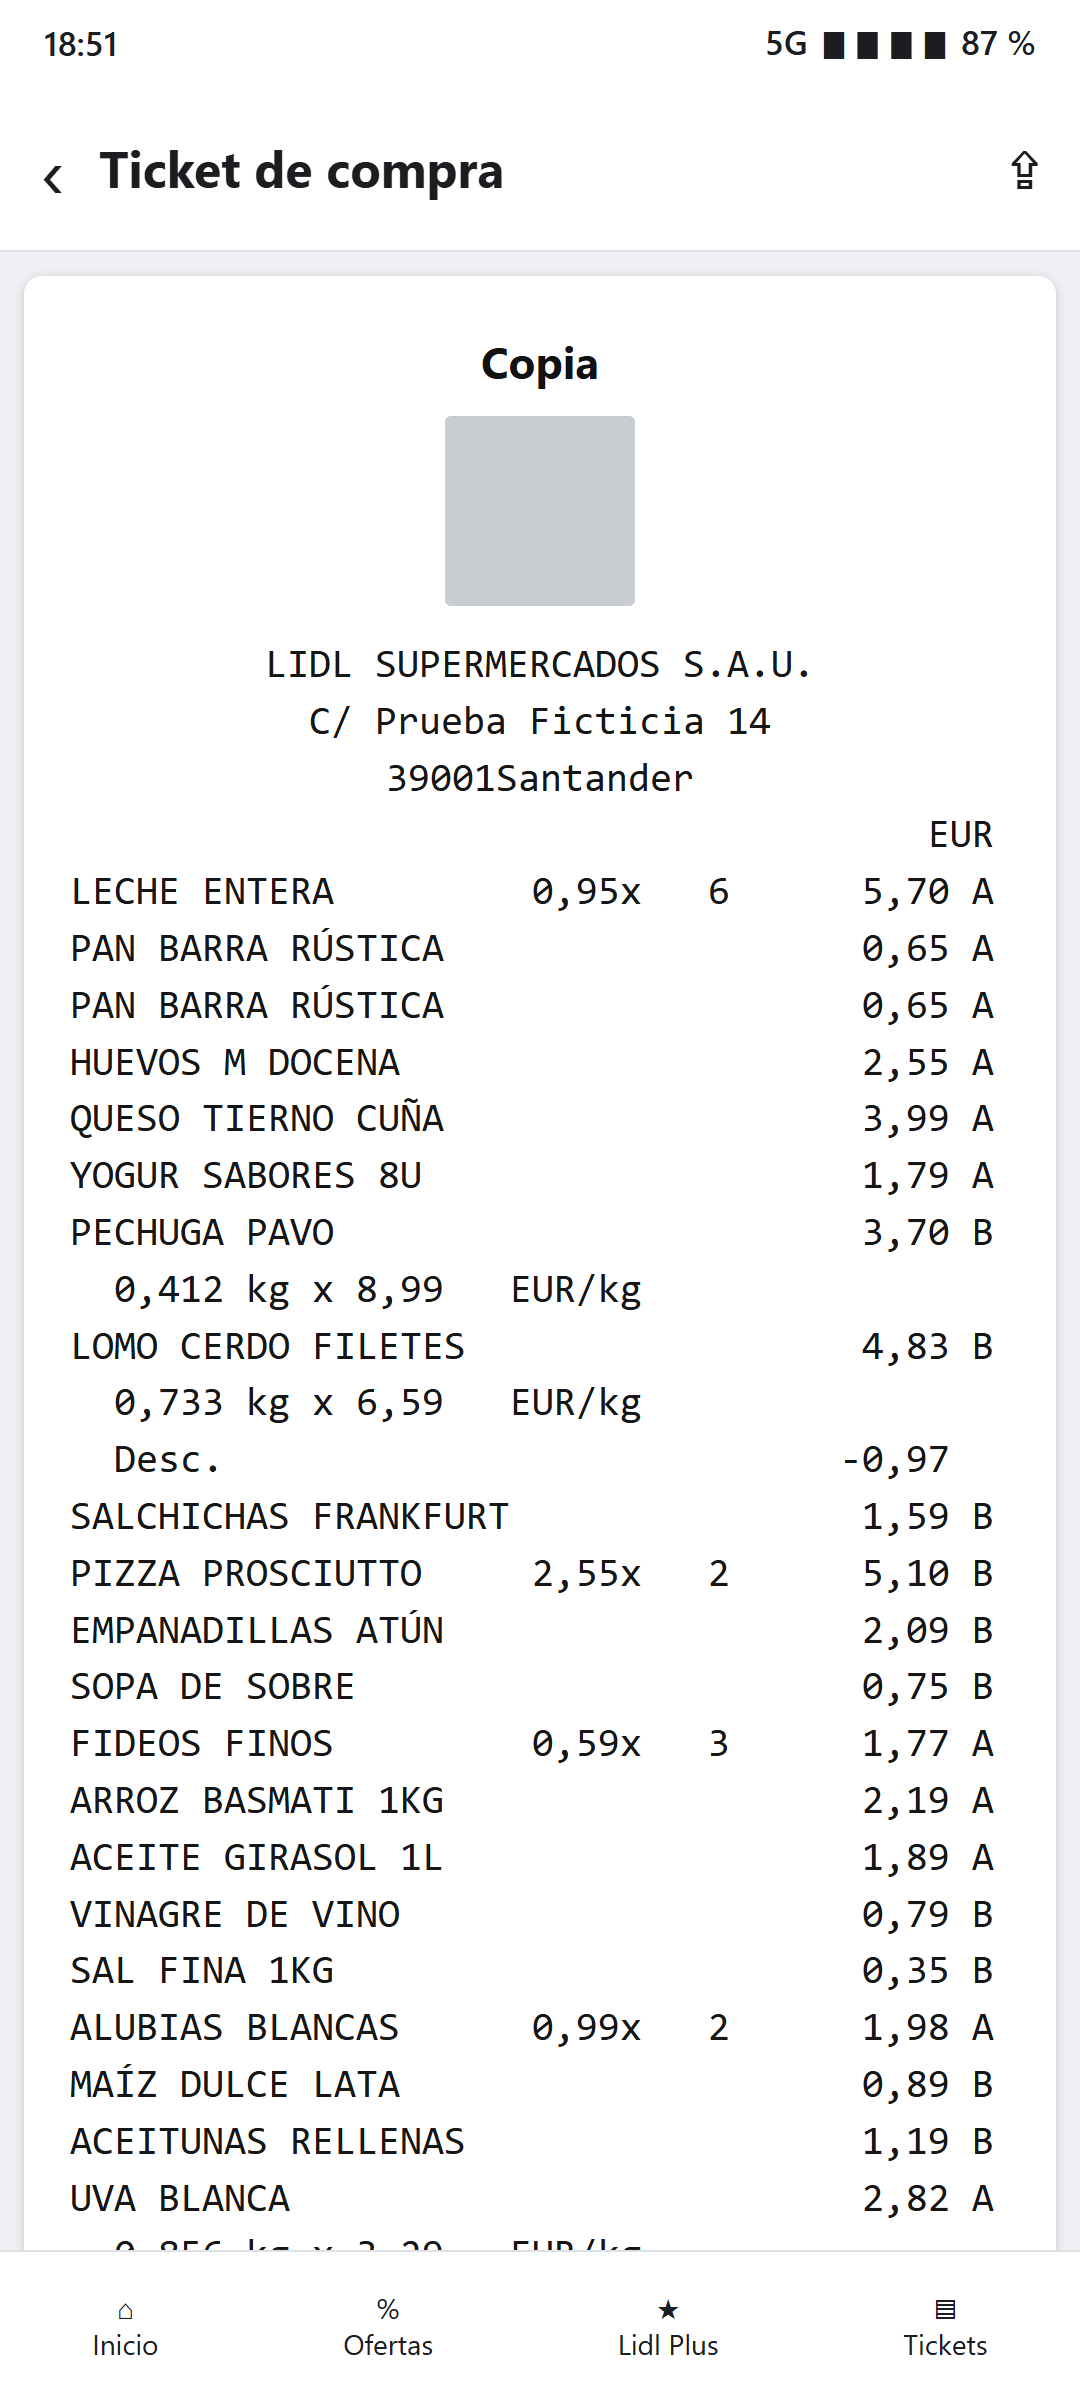 18:51
5G 87 %
Ticket de compra
Copia
LIDL SUPERMERCADOS S.A.U.
C/ Prueba Ficticia 14
39001Santander
EUR
LECHE ENTERA 0,95x 6 5,70 A
PAN BARRA RÚSTICA 0,65 A
PAN BARRA RÚSTICA 0,65 A
HUEVOS M DOCENA 2,55 A
QUESO TIERNO CUÑA 3,99 A
YOGUR SABORES 8U 1,79 A
PECHUGA PAVO 3,70 B
0,412 kg x 8,99 EUR/kg
LOMO CERDO FILETES 4,83 B
0,733 kg x 6,59 EUR/kg
Desc. -0,97
SALCHICHAS FRANKFURT 1,59 B
PIZZA PROSCIUTTO 2,55x 2 5,10 B
EMPANADILLAS ATÚN 2,09 B
SOPA DE SOBRE 0,75 B
FIDEOS FINOS 0,59x 3 1,77 A
ARROZ BASMATI 1KG 2,19 A
ACEITE GIRASOL 1L 1,89 A
VINAGRE DE VINO 0,79 B
SAL FINA 1KG 0,35 B
ALUBIAS BLANCAS 0,99x 2 1,98 A
MAÍZ DULCE LATA 0,89 B
ACEITUNAS RELLENAS 1,19 B
UVA BLANCA 2,82 A
kg x EUR/kg
Inicio
% Ofertas
Lidl Plus
Tickets